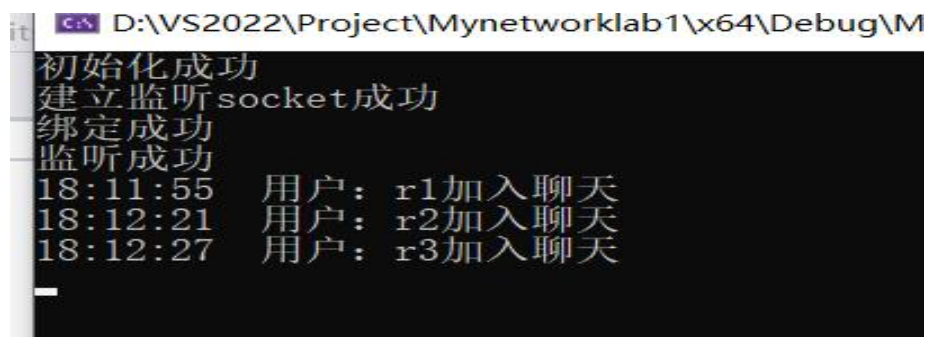 D:\VS2022\Project\Mynetworklab1\x64\Debug\M
初始化成功
建立监听socket成功
绑定成功
监听成功
18:11:55  用户：r1加入聊天
18:12:21  用户：r2加入聊天
18:12:27  用户：r3加入聊天